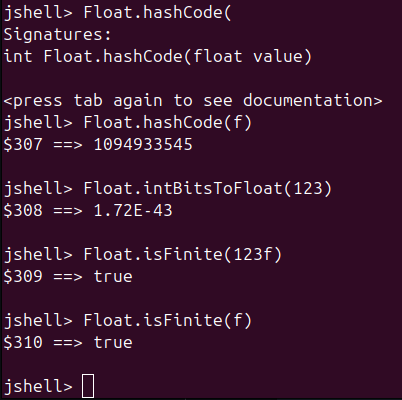 jshell> Float.hashCode(
Signatures:
int Float.hashCode(float value)
<press tab again to see documentation>
jshell> Float.hashCode(f)
$307 ==> 1094933545
jshell> Float.intBitsToFloat(123)
$308 ==> 1.72E-43
jshell> Float.isFinite(123f)
$309 ==> true
jshell> Float.isFinite(f)
$310 ==> true
jshell>